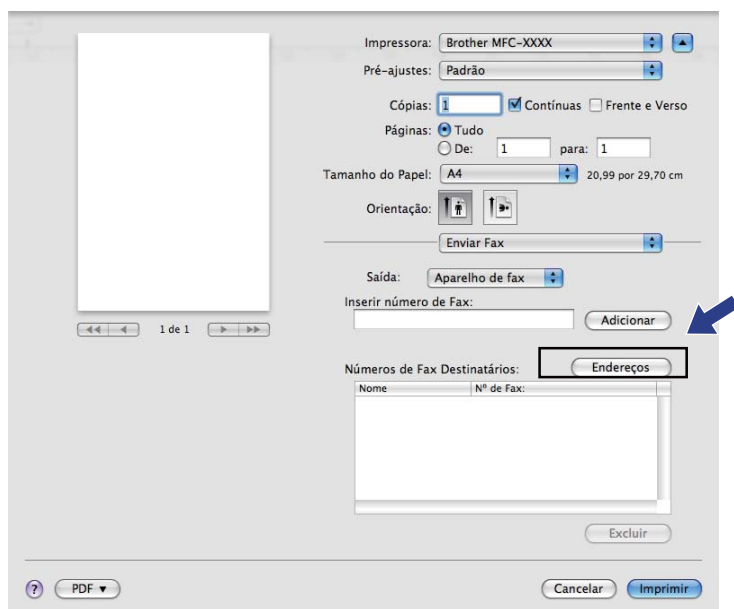 Impressora: Brother MFC-XXXX
Pré-ajustes: Padrão
Cópias: 1 Contínuas Frente e Verso
Páginas: Tudo
De: 1 para: 1
Tamanho do Papel: A4 20,99 por 29,70 cm
Orientação:
Enviar Fax
Saída: Aparelho de fax
Inserir número de Fax:
Adicionar
1 de 1
Números de Fax Destinatários: Endereços
Nome Nº de Fax:
Excluir
? PDF Cancelar Imprimir